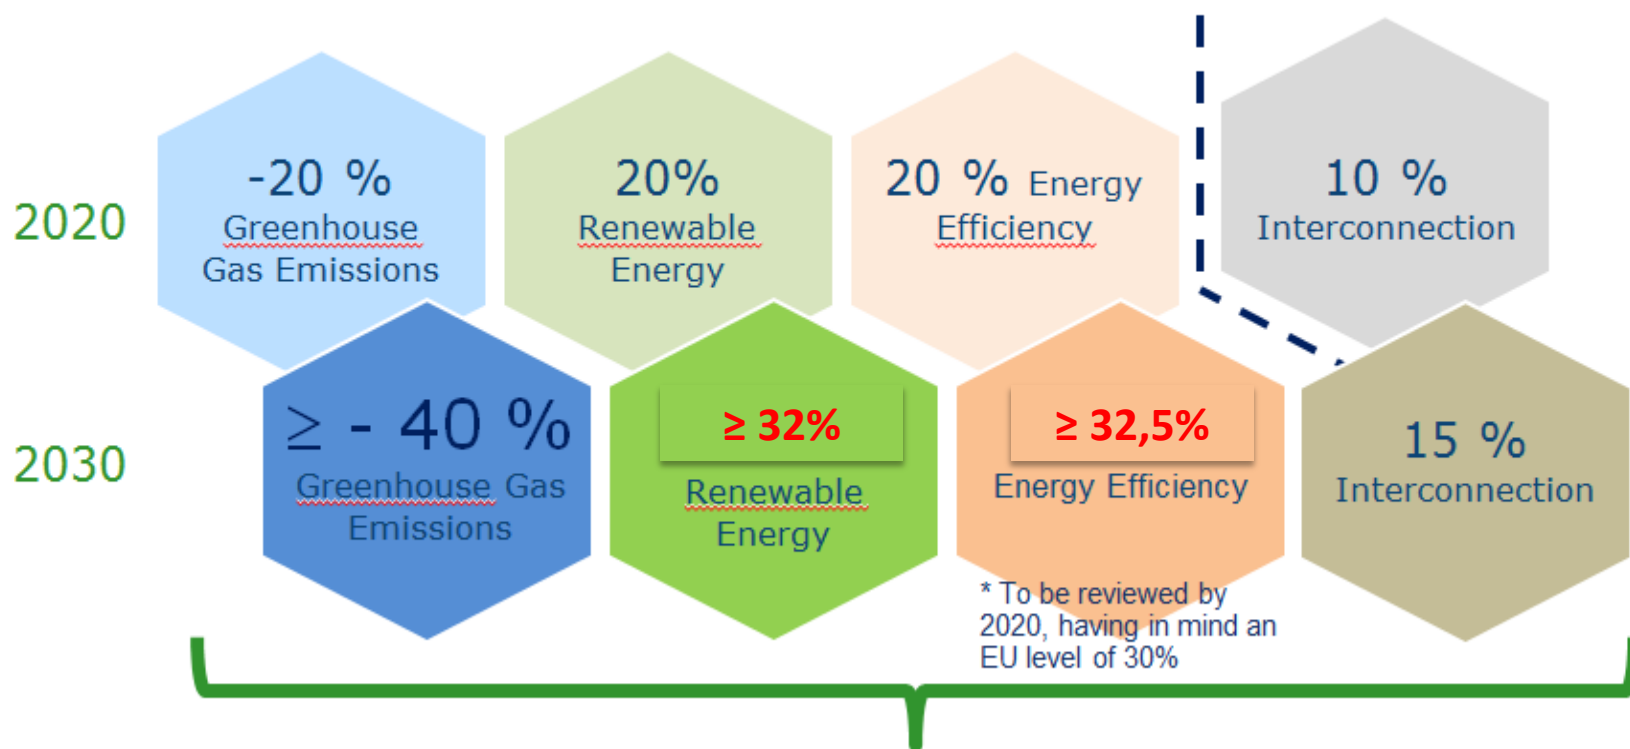 2020
-20 %
Greenhouse
Gas Emissions
20%
Renewable
Energy
20 % Energy
Efficiency
10 %
Interconnection
2030
≥ - 40 %
Greenhouse Gas
Emissions
≥ 32%
Renewable
Energy
≥ 32,5%
Energy Efficiency
* To be reviewed by
2020, having in mind an
EU level of 30%
15 %
Interconnection